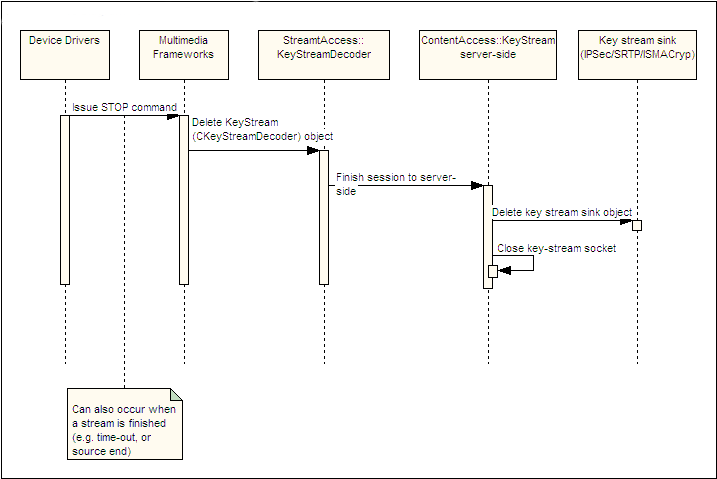 Device Drivers
Multimedia
Frameworks
StreamtAccess::
KeyStreamDecoder
ContentAccess::KeyStream
server-side
Key stream sink
(IPSec/SRTP/ISMACryp)
Issue STOP command
Delete KeyStream
(CKeyStreamDecoder) object
Finish session to server-
side
Delete key stream sink object
Close key-stream socket
Can also occur when
a stream is finished
(e.g. time-out, or
source end)